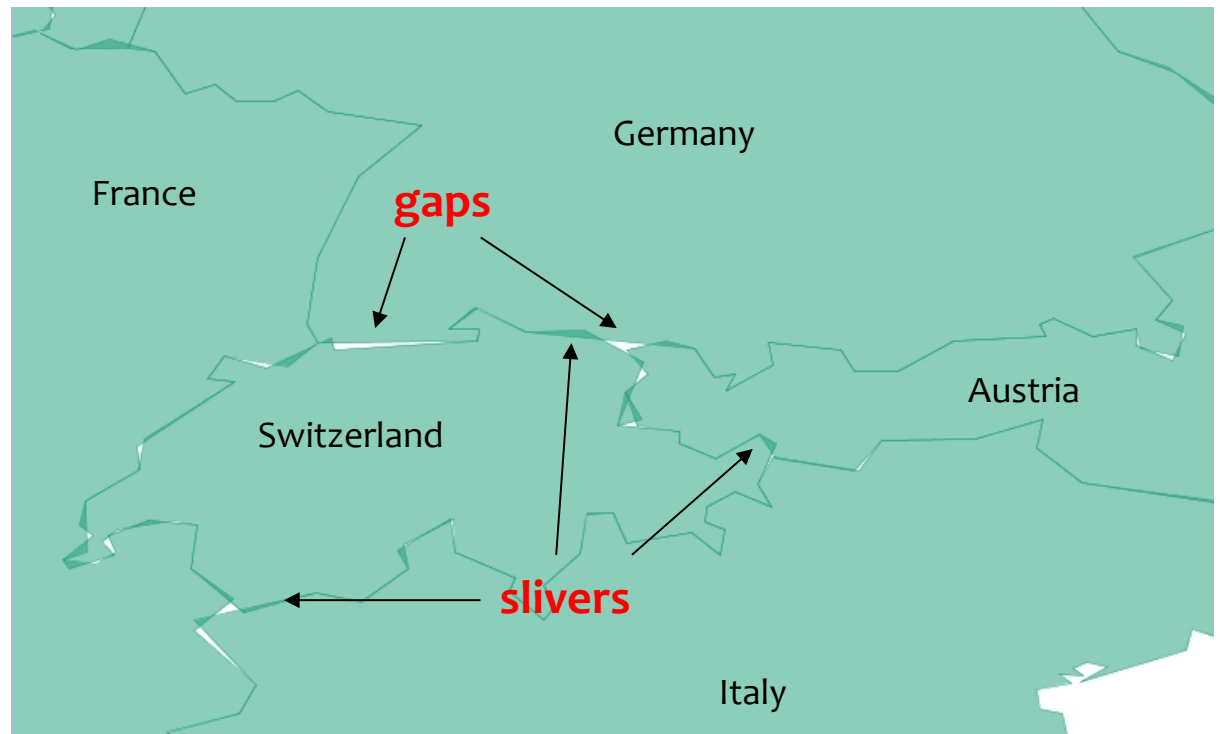 Germany
France
gaps
Austria
Switzerland
slivers
Italy